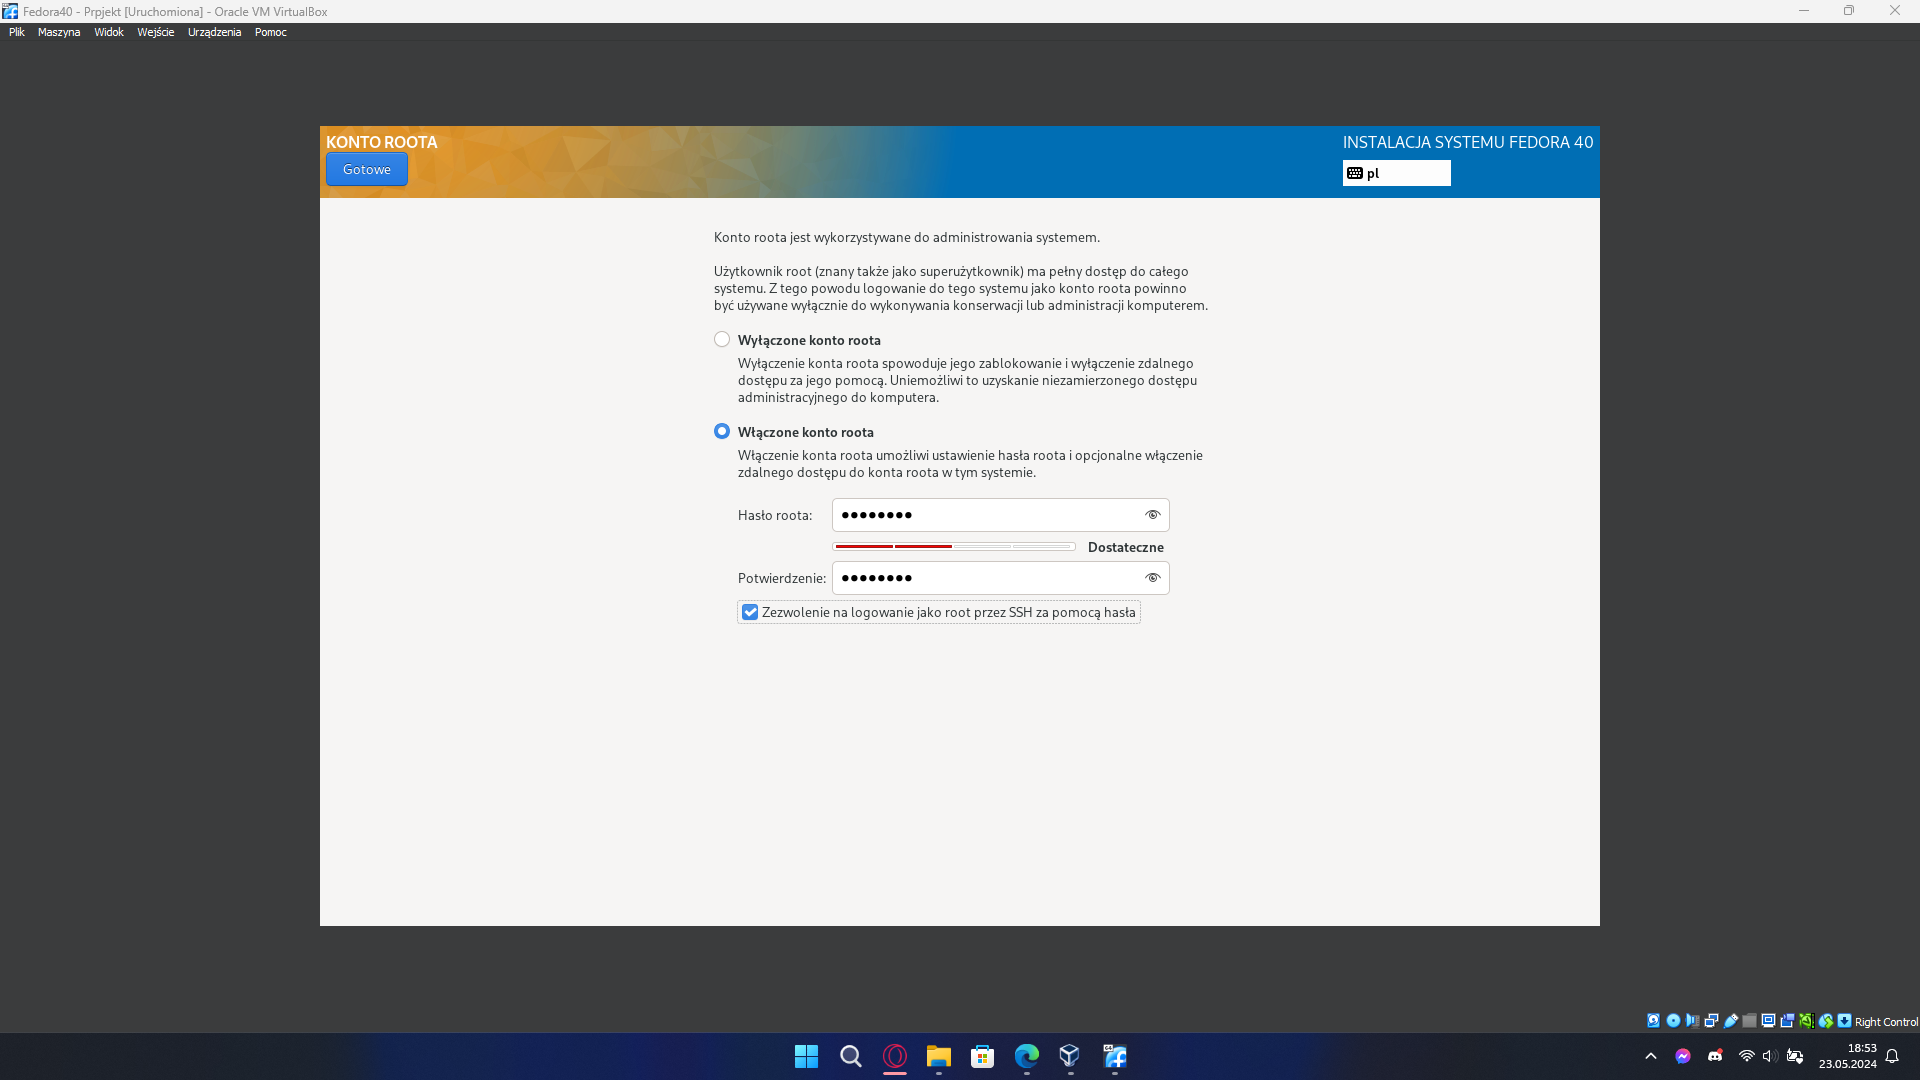 Fedora40 - Prpjekt [Uruchomiona] - Oracle VM VirtualBox
Plik Maszyna Widok Wejście Urządzenia Pomoc
KONTO ROOTA
INSTALACJA SYSTEMU FEDORA 40
Gotowe
pl
Konto roota jest wykorzystywane do administrowania systemem.
Użytkownik root (znany także jako superużytkownik) ma pełny dostęp do całego
systemu. Z tego powodu logowanie do tego systemu jako konto roota powinno
być używane wyłącznie do wykonywania konserwacji lub administracji komputerem.
Wyłączone konto roota
Wyłączenie konta roota spowoduje jego zablokowanie i wyłączenie zdalnego
dostępu za jego pomocą. Uniemożliwi to uzyskanie niezamierzonego dostępu
administracyjnego do komputera.
Włączone konto roota
Włączenie konta roota umożliwi ustawienie hasła roota i opcjonalne włączenie
zdalnego dostępu do konta roota w tym systemie.
Hasło roota: ●●●●●●●●
Dostateczne
Potwierdzenie: ●●●●●●●●
Zezwolenie na logowanie jako root przez SSH za pomocą hasła
Right Control
18:53
23.05.2024